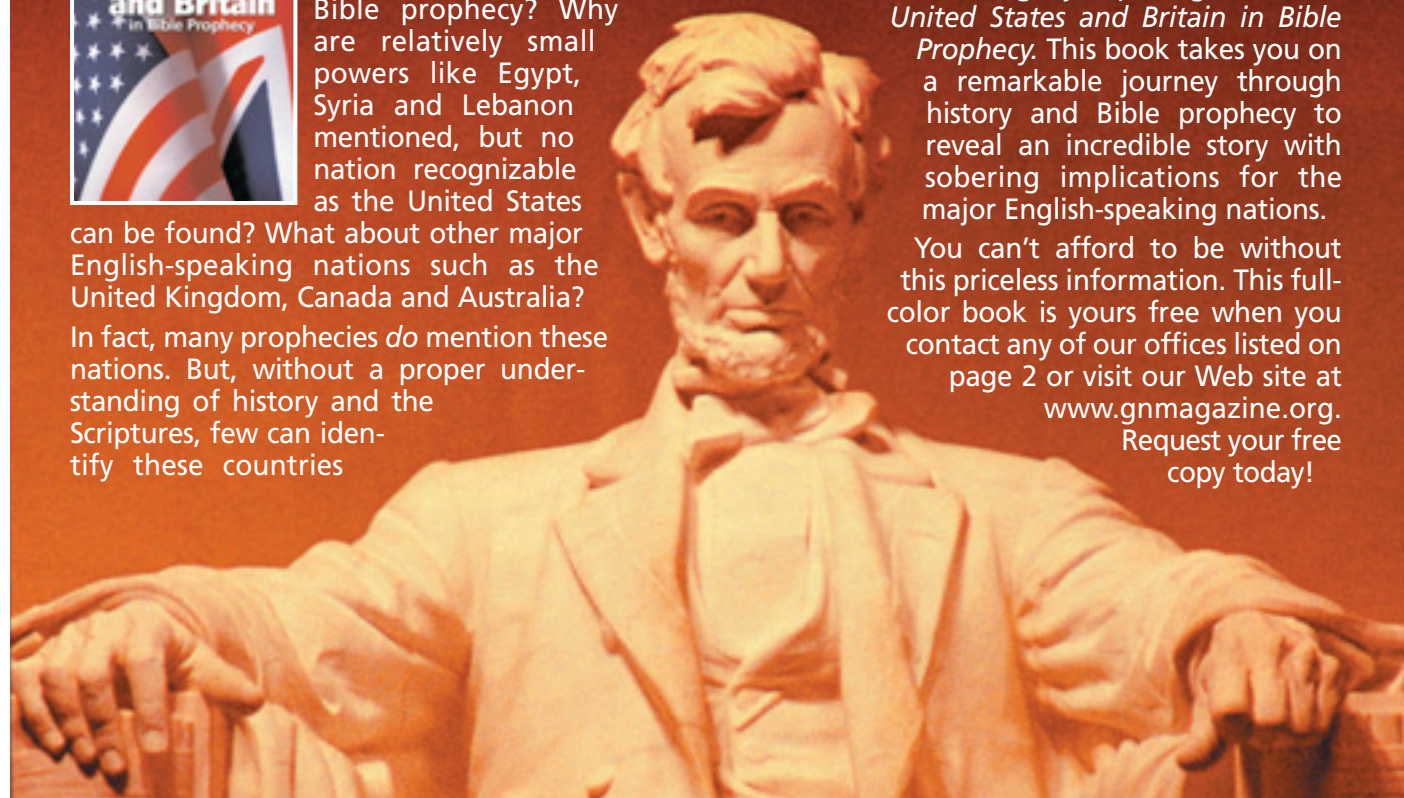 and Britain
in Bible Prophecy
Bible prophecy? Why
are relatively small
powers like Egypt,
Syria and Lebanon
mentioned, but no
nation recognizable
as the United States
can be found? What about other major
English-speaking nations such as the
United Kingdom, Canada and Australia?
In fact, many prophecies do mention these
nations. But, without a proper under-
standing of history and the
Scriptures, few can iden-
tify these countries
United States and Britain in Bible
Prophecy. This book takes you on
a remarkable journey through
history and Bible prophecy to
reveal an incredible story with
sobering implications for the
major English-speaking nations.
You can’t afford to be without
this priceless information. This full-
color book is yours free when you
contact any of our offices listed on
page 2 or visit our Web site at
www.gnmagazine.org.
Request your free
copy today!